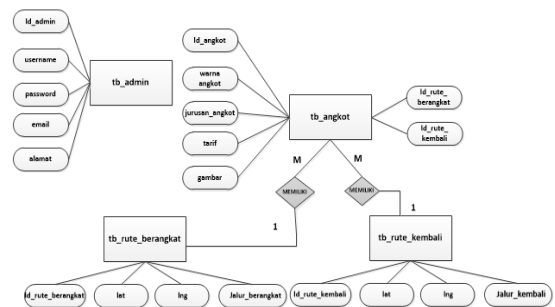 Id_admin
username
password
email
alamat
tb_admin
Id_angkot
warna
angkot
jurusan_angkot
tarif
gambar
tb_angkot
Id_rute_
berangkat
Id_rute_
kembali
M
M
MEMILIKI
MEMILIKI
1
1
tb_rute_berangkat
tb_rute_kembali
Id_rute_berangkat
lat
lng
Jalur_berangkat
Id_rute_kembali
lat
lng
Jalur_kembali